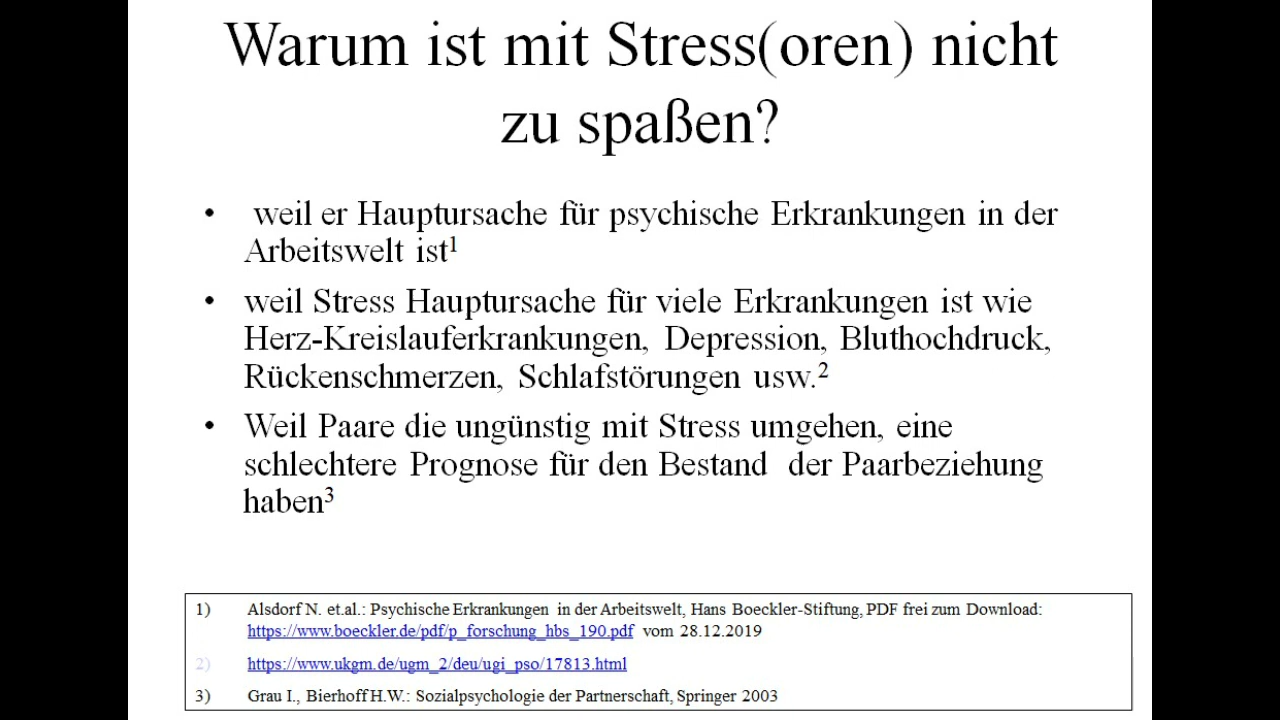 Warum ist mit Stress(oren) nicht
zu spaßen?
• weil er Hauptursache für psychische Erkrankungen in der
Arbeitswelt ist¹
• weil Stress Hauptursache für viele Erkrankungen ist wie
Herz-Kreislauferkrankungen, Depression, Bluthochdruck,
Rückenschmerzen, Schlafstörungen usw.²
• Weil Paare die ungünstig mit Stress umgehen, eine
schlechtere Prognose für den Bestand der Paarbeziehung
haben³
1) Alsdorf N. et.al.: Psychische Erkrankungen in der Arbeitswelt, Hans Boeckler-Stiftung, PDF frei zum Download:
https://www.boeckler.de/pdf/p_forschung_hbs_190.pdf vom 28.12.2019
2) https://www.ukgm.de/ugm_2/deu/ugi_pso/17813.html
3) Grau I., Bierhoff H.W.: Sozialpsychologie der Partnerschaft, Springer 2003